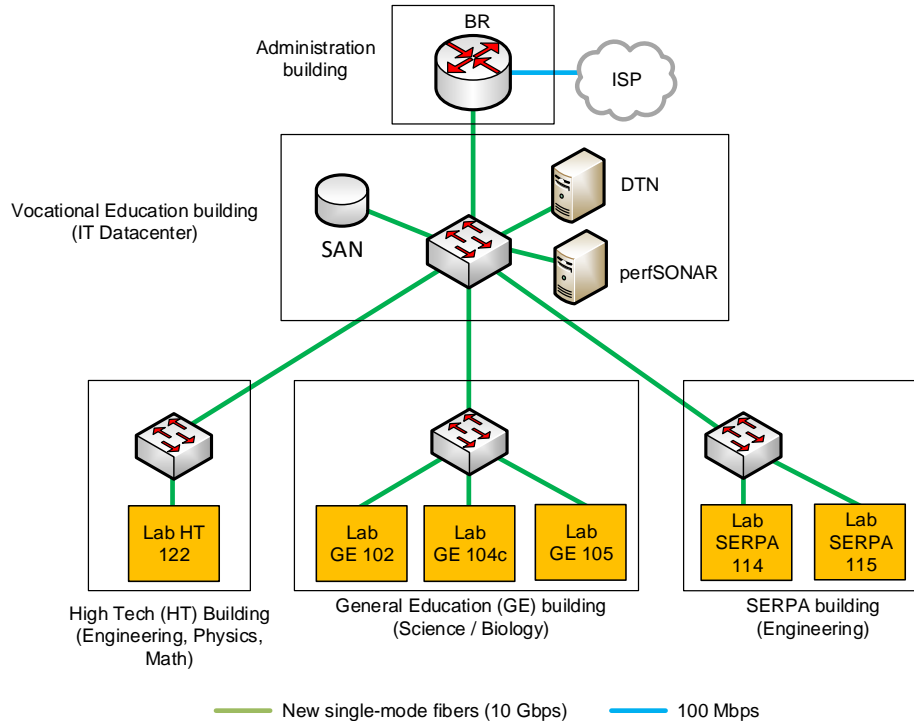 BR
Administration
building
ISP
DTN
Vocational Education building
(IT Datacenter)
SAN
perfSONAR
Lab HT
122
Lab
GE 102
Lab
GE 104c
Lab
GE 105
Lab
SERPA
114
Lab
SERPA
115
High Tech (HT) Building
(Engineering, Physics,
Math)
General Education (GE) building
(Science / Biology)
SERPA building
(Engineering)
New single-mode fibers (10 Gbps)
100 Mbps